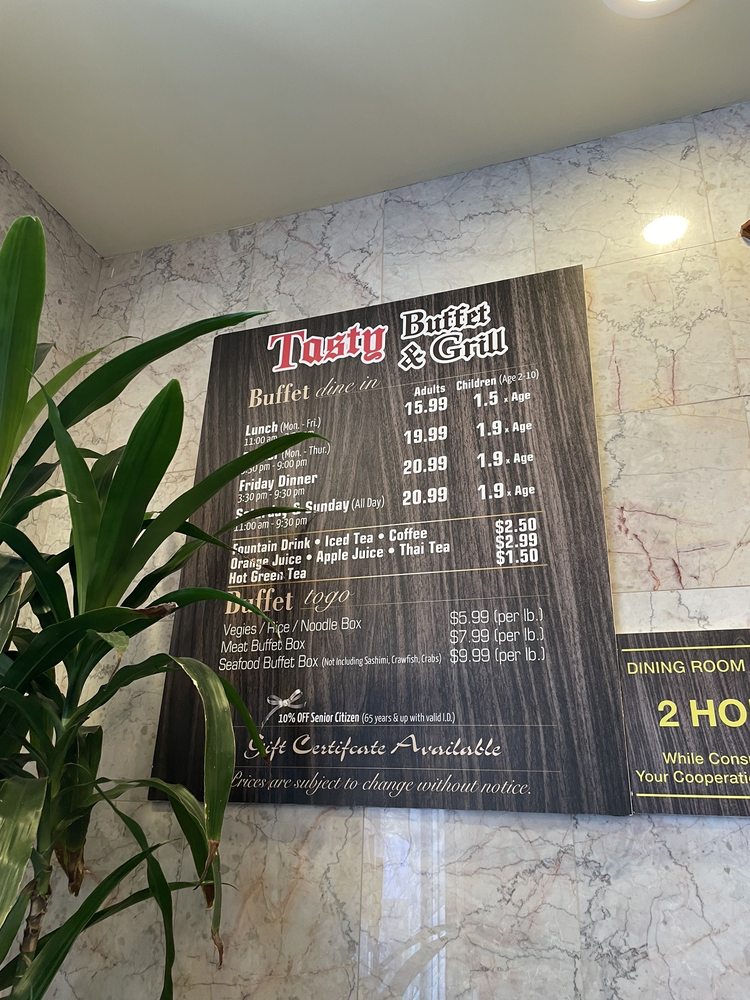 Tasty Buffet
& Grill
Buffet dine in Adults Children (Age 2-10)
Lunch (Mon. - Fri.) 15.99 1.5 x Age
11:00 am
(Mon. - Thur.) 19.99 1.9 x Age
3:30 pm - 9:00 pm
Friday Dinner 20.99 1.9 x Age
3:30 pm - 9:30 pm
Saturday & Sunday (All Day) 20.99 1.9 x Age
11:00 am - 9:30 pm
Fountain Drink • Iced Tea • Coffee $2.50
Orange Juice • Apple Juice • Thai Tea $2.99
Hot Green Tea $1.50
Buffet togo
Vegies / Rice / Noodle Box $5.99 (per lb.)
Meat Buffet Box $7.99 (per lb.)
Seafood Buffet Box (Not Including Sashimi, Crawfish, Crabs) $9.99 (per lb.)
10% OFF Senior Citizen (65 years & up with valid I.D.)
Gift Certifcate Available
Prices are subject to change without notice.
DINING ROOM
2 HO
While Consu
Your Cooperatio